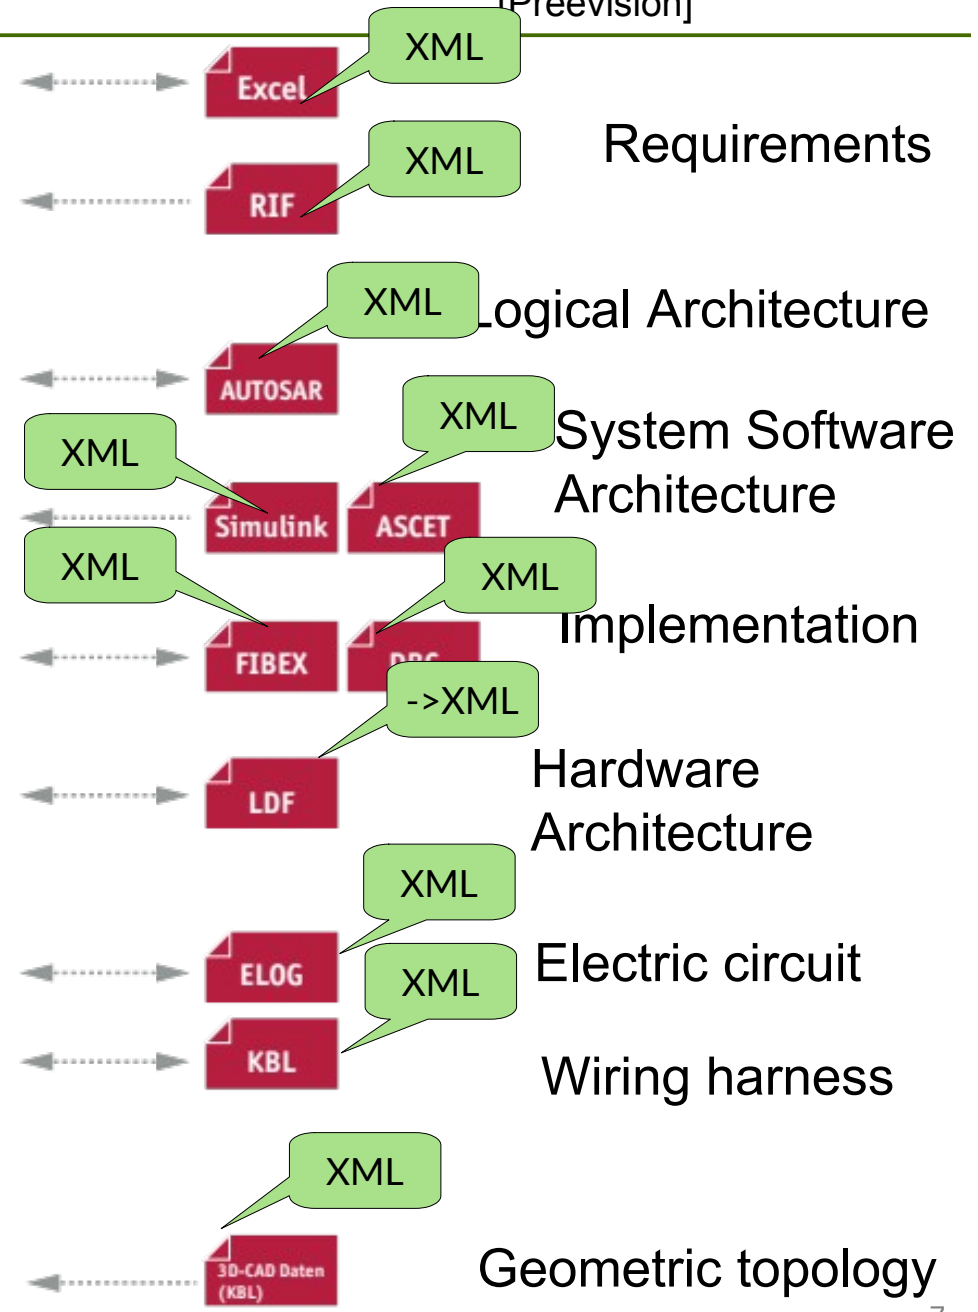 [Preevision]
XML
Excel
XML
Requirements
RIF
XML
Logical Architecture
AUTOSAR
XML
System Software
Architecture
XML
Simulink
ASCET
XML
XML
Implementation
FIBEX
DBC
->XML
Hardware
Architecture
LDF
XML
Electric circuit
ELOG
XML
KBL
Wiring harness
XML
3D-CAD Daten
(KBL)
Geometric topology
7